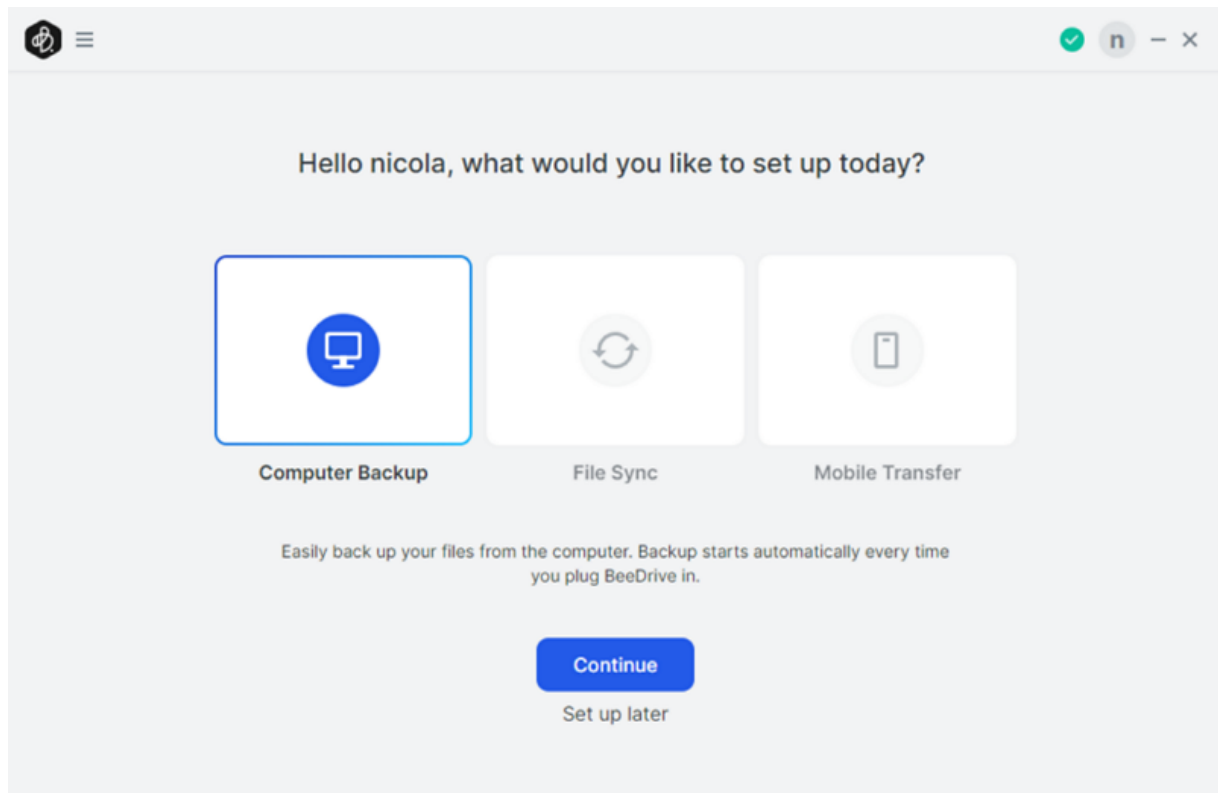 n
Hello nicola, what would you like to set up today?
Computer Backup
File Sync
Mobile Transfer
Easily back up your files from the computer. Backup starts automatically every time
you plug BeeDrive in.
Continue
Set up later